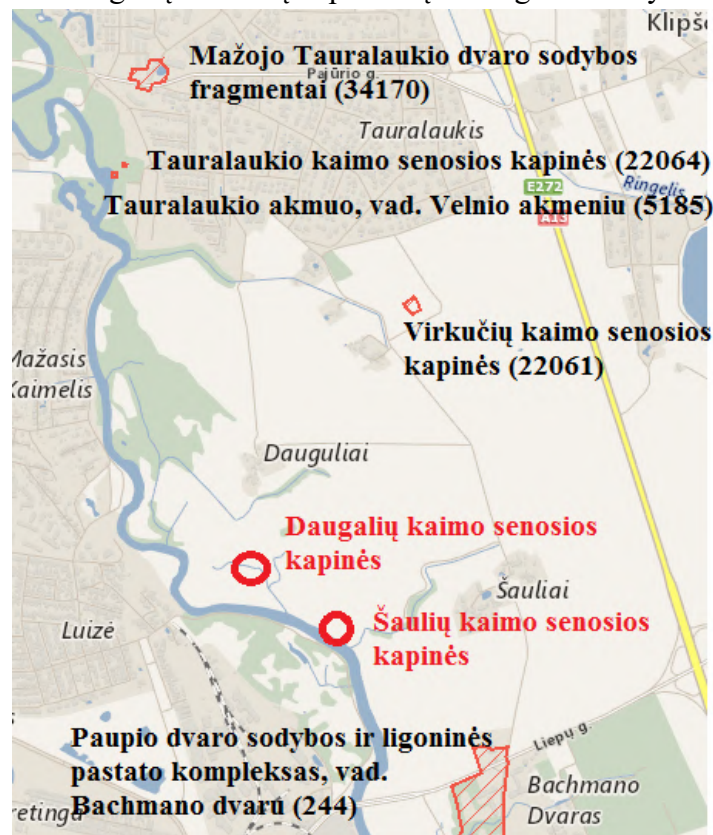 Klipšč
Mažojo Tauralaukio dvaro sodybos
Pajūrio g.
fragmentai (34170)
Tauralaukis
Tauralaukio kaimo senosios kapinės (22064)
E272
Ringelis
Tauralaukio akmuo, vad. Velnio akmeniu (5185)
A13
Virkučių kaimo senosios
kapinės (22061)
Mažasis
Kaimelis
Dauguliai
Daugalių kaimo senosios
kapinės
Šauliai
Šaulių kaimo senosios
kapinės
Luizė
Paupio dvaro sodybos ir ligoninės
pastato kompleksas, vad.
Bachmano dvaru (244)
Liepų g.
Bachmano
Dvaras
retinga